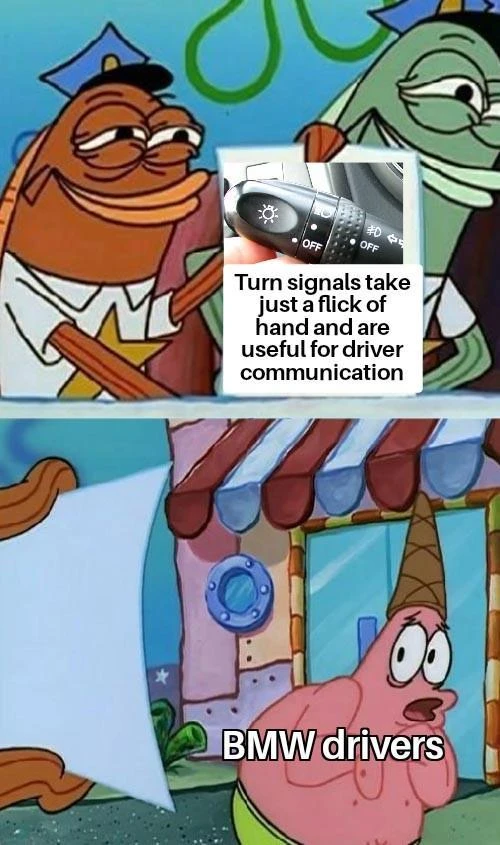 OFF
OFF
Turn signals take
just a flick of
hand and are
useful for driver
communication
BMW drivers